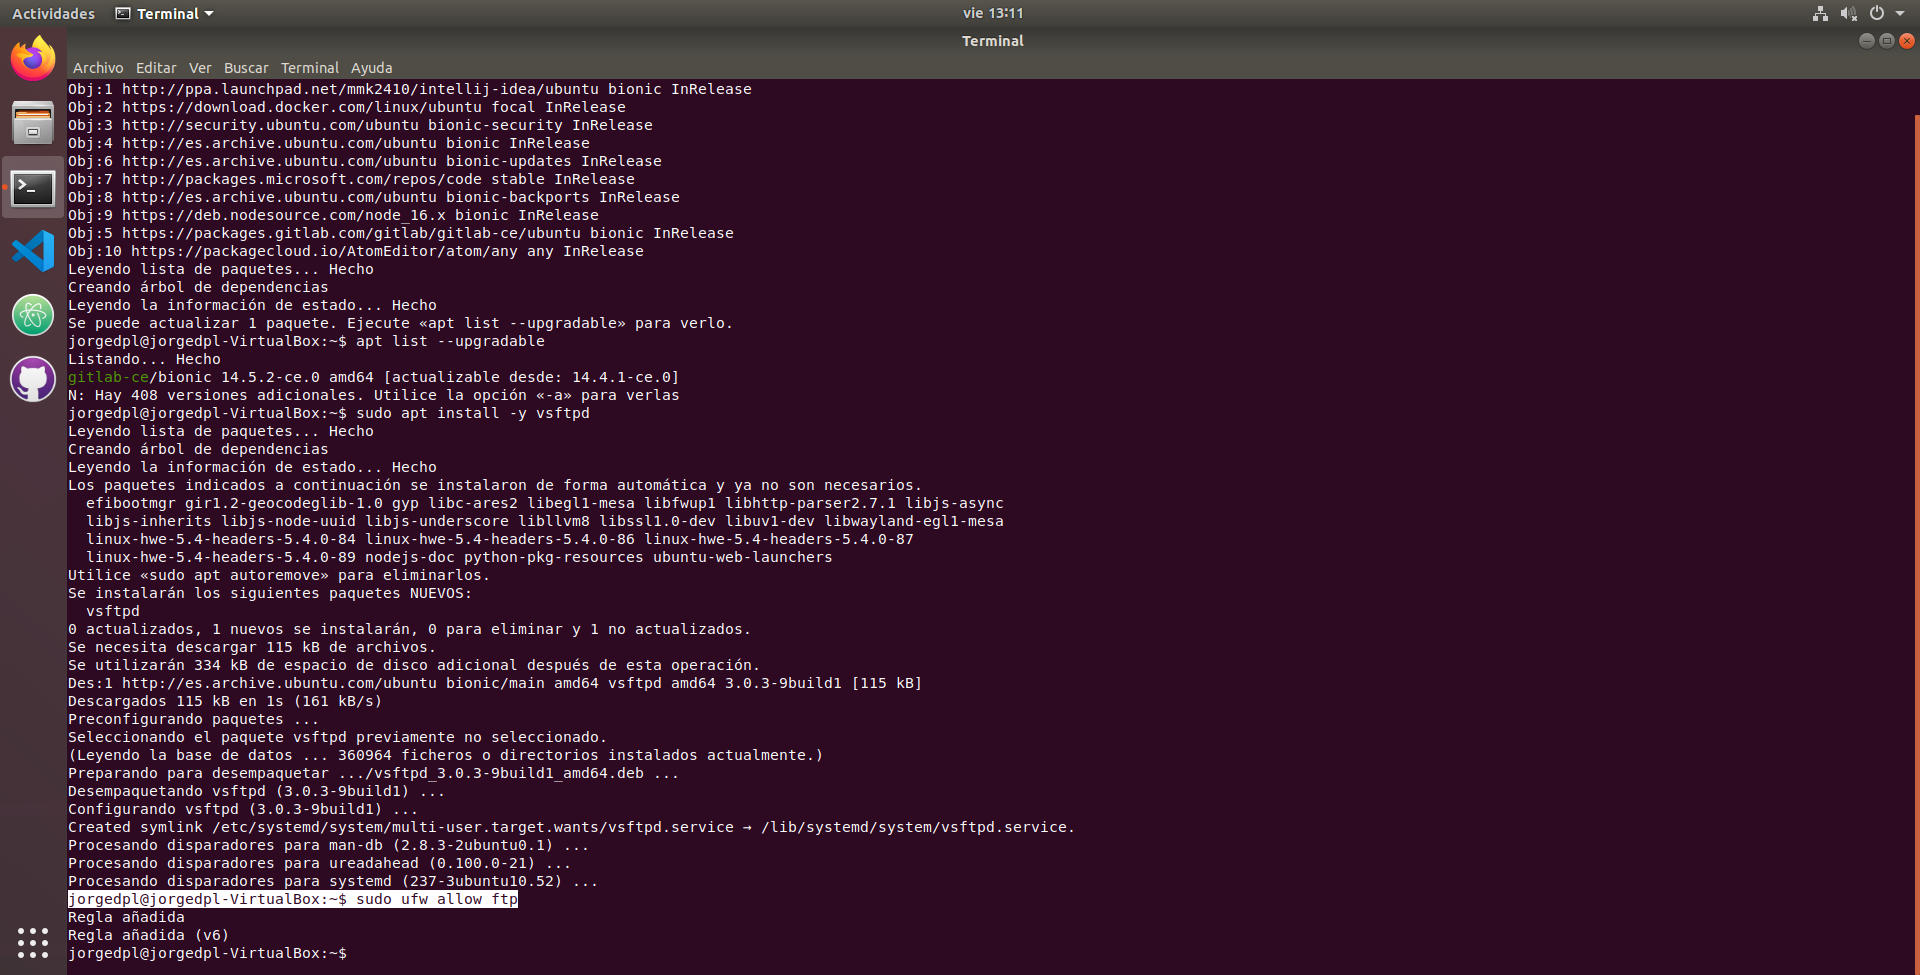 Actividades Terminal vie 13:11
Terminal
Archivo Editar Ver Buscar Terminal Ayuda
Obj:1 http://ppa.launchpad.net/mmk2410/intellij-idea/ubuntu bionic InRelease
Obj:2 https://download.docker.com/linux/ubuntu focal InRelease
Obj:3 http://security.ubuntu.com/ubuntu bionic-security InRelease
Obj:4 http://es.archive.ubuntu.com/ubuntu bionic InRelease
Obj:6 http://es.archive.ubuntu.com/ubuntu bionic-updates InRelease
Obj:7 http://packages.microsoft.com/repos/code stable InRelease
Obj:8 http://es.archive.ubuntu.com/ubuntu bionic-backports InRelease
Obj:9 https://deb.nodesource.com/node_16.x bionic InRelease
Obj:5 https://packages.gitlab.com/gitlab/gitlab-ce/ubuntu bionic InRelease
Obj:10 https://packagecloud.io/AtomEditor/atom/any any InRelease
Leyendo lista de paquetes... Hecho
Creando árbol de dependencias
Leyendo la información de estado... Hecho
Se puede actualizar 1 paquete. Ejecute «apt list --upgradable» para verlo.
jorgedpl@jorgedpl-VirtualBox:~$ apt list --upgradable
Listando... Hecho
gitlab-ce/bionic 14.5.2-ce.0 amd64 [actualizable desde: 14.4.1-ce.0]
N: Hay 408 versiones adicionales. Utilice la opción «-a» para verlas
jorgedpl@jorgedpl-VirtualBox:~$ sudo apt install -y vsftpd
Leyendo lista de paquetes... Hecho
Creando árbol de dependencias
Leyendo la información de estado... Hecho
Los paquetes indicados a continuación se instalaron de forma automática y ya no son necesarios.
  efibootmgr gir1.2-geocodeglib-1.0 gyp libc-ares2 libegl1-mesa libfwup1 libhttp-parser2.7.1 libjs-async
  libjs-inherits libjs-node-uuid libjs-underscore libllvm8 libssl1.0-dev libuv1-dev libwayland-egl1-mesa
  linux-hwe-5.4-headers-5.4.0-84 linux-hwe-5.4-headers-5.4.0-86 linux-hwe-5.4-headers-5.4.0-87
  linux-hwe-5.4-headers-5.4.0-89 nodejs-doc python-pkg-resources ubuntu-web-launchers
Utilice «sudo apt autoremove» para eliminarlos.
Se instalarán los siguientes paquetes NUEVOS:
  vsftpd
0 actualizados, 1 nuevos se instalarán, 0 para eliminar y 1 no actualizados.
Se necesita descargar 115 kB de archivos.
Se utilizarán 334 kB de espacio de disco adicional después de esta operación.
Des:1 http://es.archive.ubuntu.com/ubuntu bionic/main amd64 vsftpd amd64 3.0.3-9build1 [115 kB]
Descargados 115 kB en 1s (161 kB/s)
Preconfigurando paquetes ...
Seleccionando el paquete vsftpd previamente no seleccionado.
(Leyendo la base de datos ... 360964 ficheros o directorios instalados actualmente.)
Preparando para desempaquetar .../vsftpd_3.0.3-9build1_amd64.deb ...
Desempaquetando vsftpd (3.0.3-9build1) ...
Configurando vsftpd (3.0.3-9build1) ...
Created symlink /etc/systemd/system/multi-user.target.wants/vsftpd.service → /lib/systemd/system/vsftpd.service.
Procesando disparadores para man-db (2.8.3-2ubuntu0.1) ...
Procesando disparadores para ureadahead (0.100.0-21) ...
Procesando disparadores para systemd (237-3ubuntu10.52) ...
jorgedpl@jorgedpl-VirtualBox:~$ sudo ufw allow ftp
Regla añadida
Regla añadida (v6)
jorgedpl@jorgedpl-VirtualBox:~$